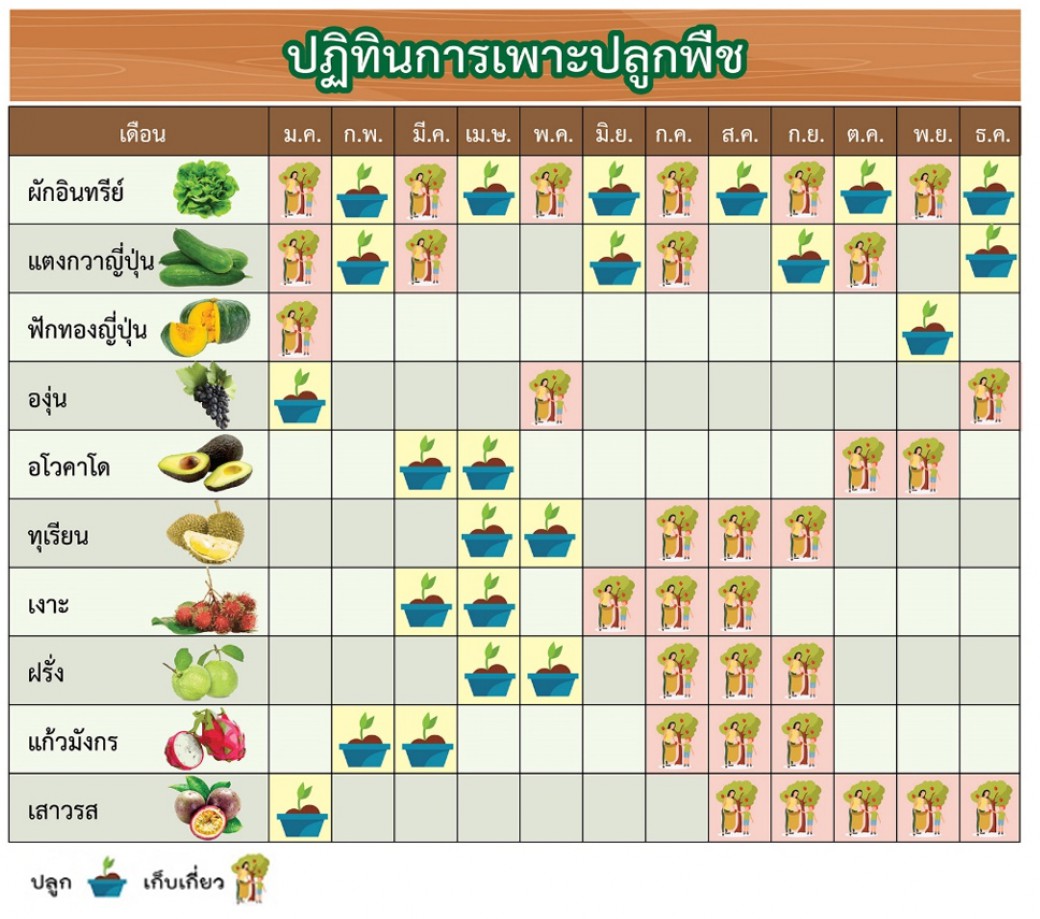 ปฏิทินการเพาะปลูกพืช
เดือน ม.ค. ก.พ. มี.ค. เม.ษ. พ.ค. มิ.ย. ก.ค. ส.ค. ก.ย. ต.ค. พ.ย. ธ.ค.
ผักอินทรีย์
แตงกวาญี่ปุ่น
ฟักทองญี่ปุ่น
องุ่น
อโวคาโด
ทุเรียน
เงาะ
ฝรั่ง
แก้วมังกร
เสาวรส
ปลูก เก็บเกี่ยว